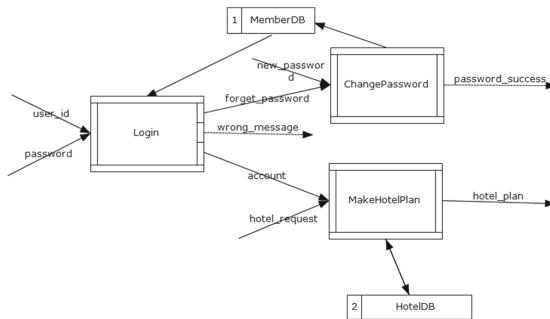 1 MemberDB
new_passwor
d
ChangePassword
password_success
forget_password
user_id
Login
wrong_message
password
account
MakeHotelPlan
hotel_plan
hotel_request
2 HotelDB